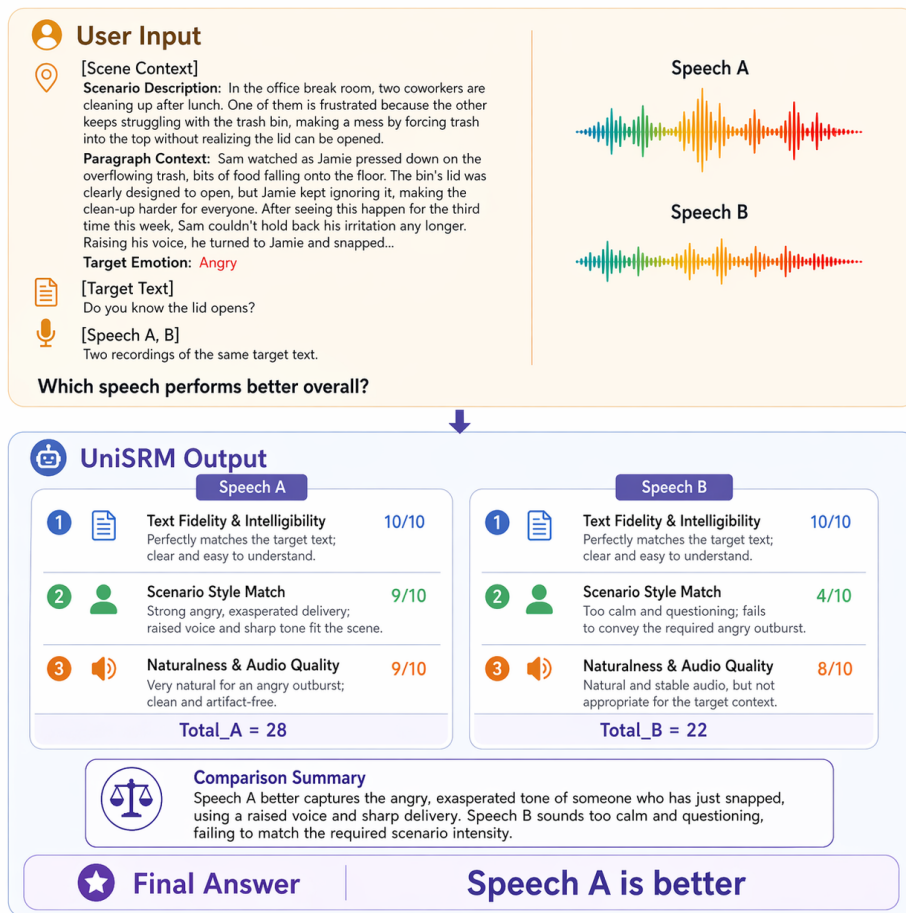 User Input
[Scene Context]
Scenario Description: In the office break room, two coworkers are
cleaning up after lunch. One of them is frustrated because the other
keeps struggling with the trash bin, making a mess by forcing trash
into the top without realizing the lid can be opened.
Paragraph Context: Sam watched as Jamie pressed down on the
overflowing trash, bits of food falling onto the floor. The bin's lid was
clearly designed to open, but Jamie kept ignoring it, making the
clean-up harder for everyone. After seeing this happen for the third
time this week, Sam couldn't hold back his irritation any longer.
Raising his voice, he turned to Jamie and snapped...
Target Emotion: Angry
[Target Text]
Do you know the lid opens?
[Speech A, B]
Two recordings of the same target text.
Which speech performs better overall?
Speech A
Speech B
UniSRM Output
Speech A
1 Text Fidelity & Intelligibility 10/10
Perfectly matches the target text;
clear and easy to understand.
2 Scenario Style Match 9/10
Strong angry, exasperated delivery;
raised voice and sharp tone fit the scene.
3 Naturalness & Audio Quality 9/10
Very natural for an angry outburst;
clean and artifact-free.
Total_A = 28
Speech B
1 Text Fidelity & Intelligibility 10/10
Perfectly matches the target text;
clear and easy to understand.
2 Scenario Style Match 4/10
Too calm and questioning; fails
to convey the required angry outburst.
3 Naturalness & Audio Quality 8/10
Natural and stable audio, but not
appropriate for the target context.
Total_B = 22
Comparison Summary
Speech A better captures the angry, exasperated tone of someone who has just snapped,
using a raised voice and sharp delivery. Speech B sounds too calm and questioning,
failing to match the required scenario intensity.
Final Answer
Speech A is better